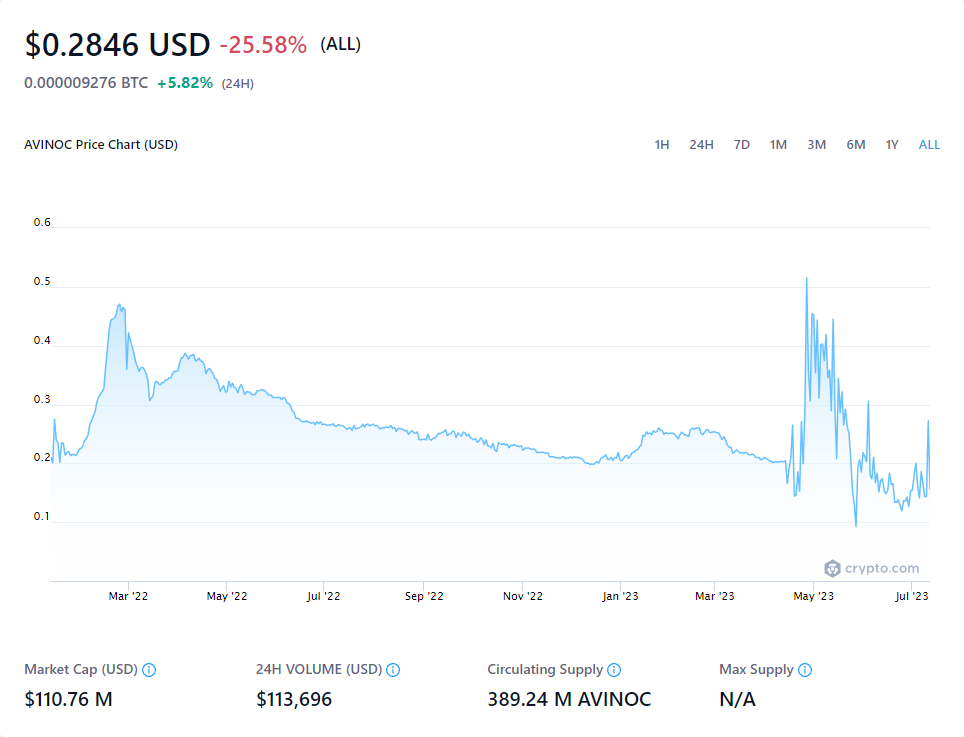 $0.2846 USD -25.58% (ALL)
0.000009276 BTC +5.82% (24H)
AVINOC Price Chart (USD) 1H 24H 7D 1M 3M 6M 1Y ALL
0.6
0.5
0.4
0.3
0.2
0.1
crypto.com
Mar '22 May '22 Jul '22 Sep '22 Nov '22 Jan '23 Mar '23 May '23 Jul '23
Market Cap (USD) 24H VOLUME (USD) Circulating Supply Max Supply
$110.76 M $113,696 389.24 M AVINOC N/A